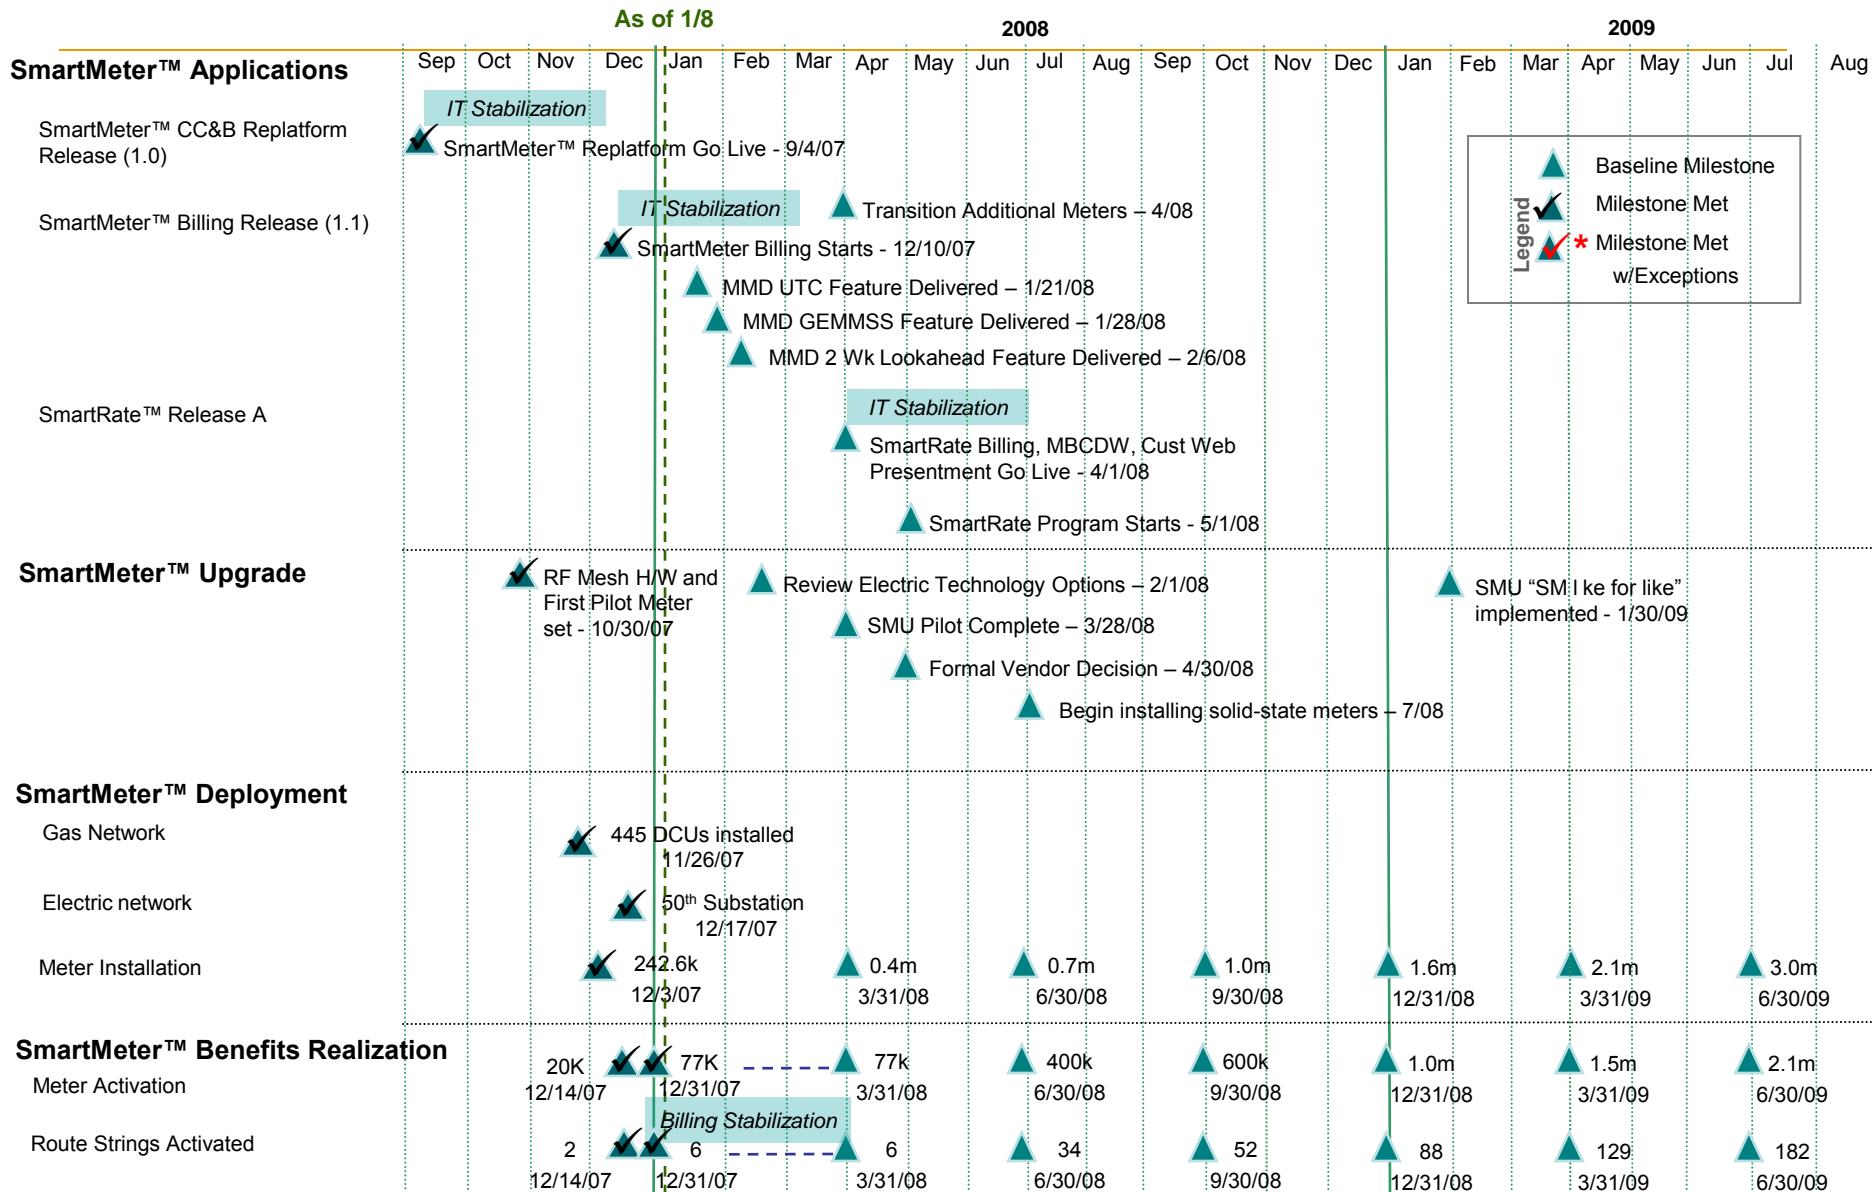 As of 1/8
2008
2009
Sep Oct Nov Dec Jan Feb Mar Apr May Jun Jul Aug Sep Oct Nov Dec Jan Feb Mar Apr May Jun Jul Aug
SmartMeter™ Applications
IT Stabilization
SmartMeter™ CC&B Replatform
Release (1.0)
SmartMeter™ Replatform Go Live - 9/4/07
Legend
Baseline Milestone
Milestone Met
* Milestone Met
w/Exceptions
SmartMeter™ Billing Release (1.1)
IT Stabilization
Transition Additional Meters – 4/08
SmartMeter Billing Starts - 12/10/07
MMD UTC Feature Delivered – 1/21/08
MMD GEMMSS Feature Delivered – 1/28/08
MMD 2 Wk Lookahead Feature Delivered – 2/6/08
SmartRate™ Release A
IT Stabilization
SmartRate Billing, MBCDW, Cust Web
Presentment Go Live - 4/1/08
SmartRate Program Starts - 5/1/08
SmartMeter™ Upgrade
RF Mesh H/W and
First Pilot Meter
set - 10/30/07
Review Electric Technology Options – 2/1/08
SMU Pilot Complete – 3/28/08
Formal Vendor Decision – 4/30/08
Begin installing solid-state meters – 7/08
SMU “SM l ke for like”
implemented - 1/30/09
SmartMeter™ Deployment
Gas Network
445 DCUs installed
11/26/07
Electric network
50th Substation
12/17/07
Meter Installation
242.6k 0.4m 0.7m 1.0m 1.6m 2.1m 3.0m
12/3/07 3/31/08 6/30/08 9/30/08 12/31/08 3/31/09 6/30/09
SmartMeter™ Benefits Realization
Meter Activation
20K 77K 77k 400k 600k 1.0m 1.5m 2.1m
12/14/07 12/31/07 3/31/08 6/30/08 9/30/08 12/31/08 3/31/09 6/30/09
Billing Stabilization
Route Strings Activated
2 6 6 34 52 88 129 182
12/14/07 12/31/07 3/31/08 6/30/08 9/30/08 12/31/08 3/31/09 6/30/09